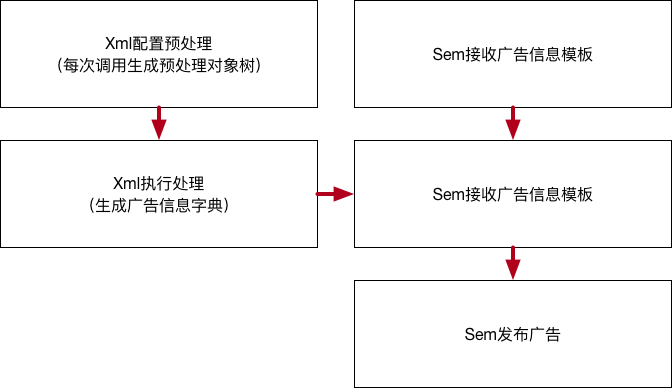 Xml配置预处理
（每次调用生成预处理对象树）
Sem接收广告信息模板
Xml执行处理
（生成广告信息字典）
Sem接收广告信息模板
Sem发布广告